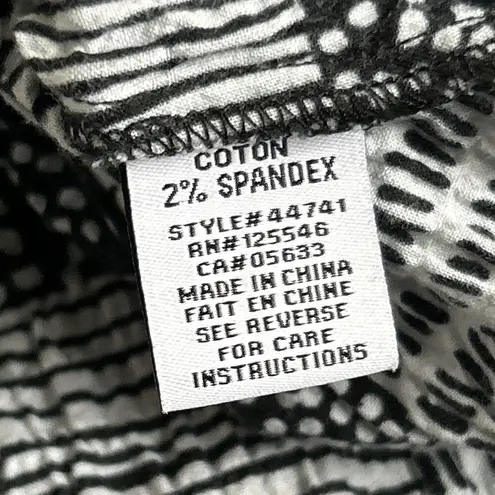 COTON
2% SPANDEX
STYLE#44741
RN#125546
CA#05633
MADE IN CHINA
FAIT EN CHINE
SEE REVERSE
FOR CARE
INSTRUCTIONS